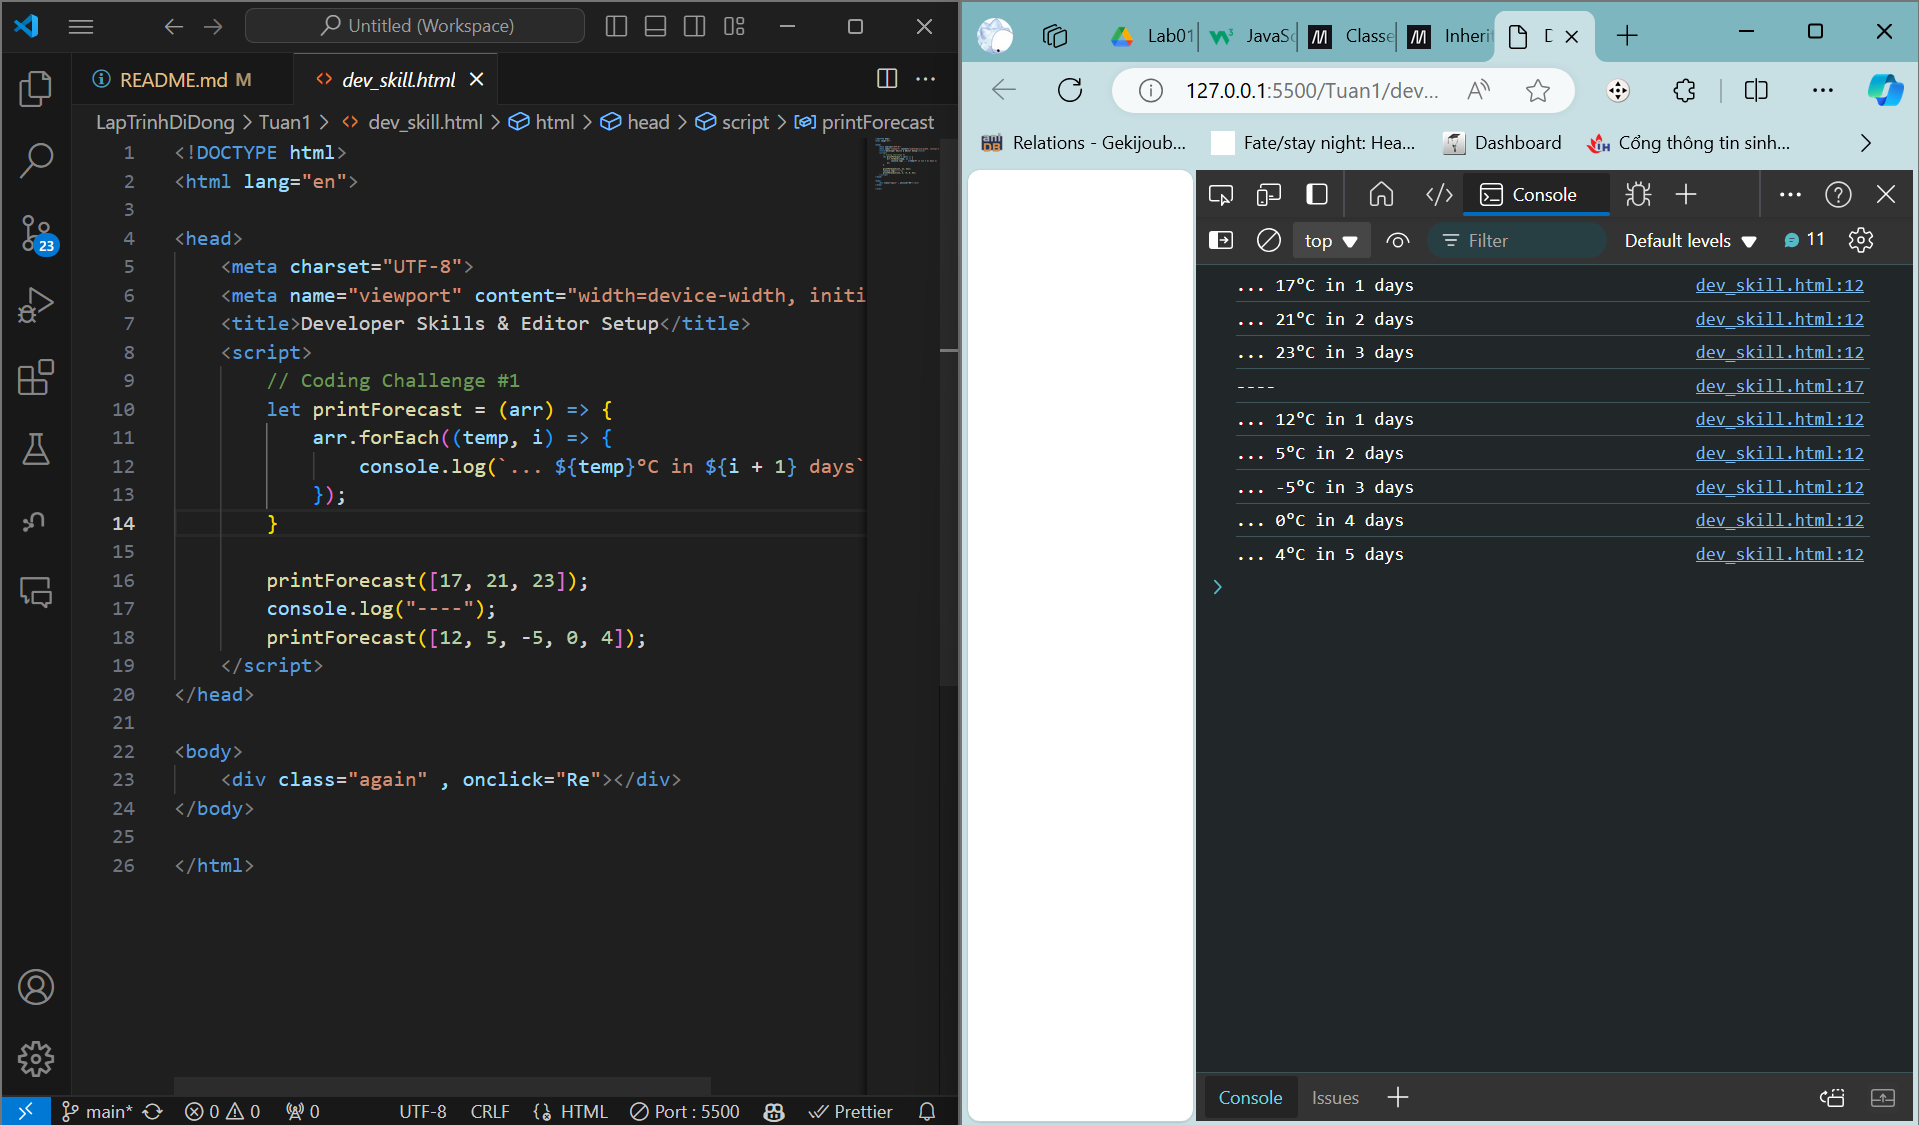 Untitled (Workspace)
README.md M
dev_skill.html
LapTrinhDiDong > Tuan1 > dev_skill.html > html > head > script > printForecast
1 <!DOCTYPE html>
2 <html lang="en">
3
4 <head>
5 <meta charset="UTF-8">
6 <meta name="viewport" content="width=device-width, initi
7 <title>Developer Skills & Editor Setup</title>
8 <script>
9 // Coding Challenge #1
10 let printForecast = (arr) => {
11 arr.forEach((temp, i) => {
12 console.log(`... ${temp}ºC in ${i + 1} days`
13 });
14 }
15
16 printForecast([17, 21, 23]);
17 console.log("----");
18 printForecast([12, 5, -5, 0, 4]);
19 </script>
20 </head>
21
22 <body>
23 <div class="again" , onclick="Re"></div>
24 </body>
25
26 </html>
23
main* 0 0 0 UTF-8 CRLF HTML Port : 5500 Prettier
Lab01 JavaSc Classe Inherit D
127.0.0.1:5500/Tuan1/dev...
Relations - Gekijoub... Fate/stay night: Hea... Dashboard Cổng thông tin sinh...
Console
top Filter Default levels 11
... 17ºC in 1 days dev_skill.html:12
... 21ºC in 2 days dev_skill.html:12
... 23ºC in 3 days dev_skill.html:12
---- dev_skill.html:17
... 12ºC in 1 days dev_skill.html:12
... 5ºC in 2 days dev_skill.html:12
... -5ºC in 3 days dev_skill.html:12
... 0ºC in 4 days dev_skill.html:12
... 4ºC in 5 days dev_skill.html:12
Console Issues